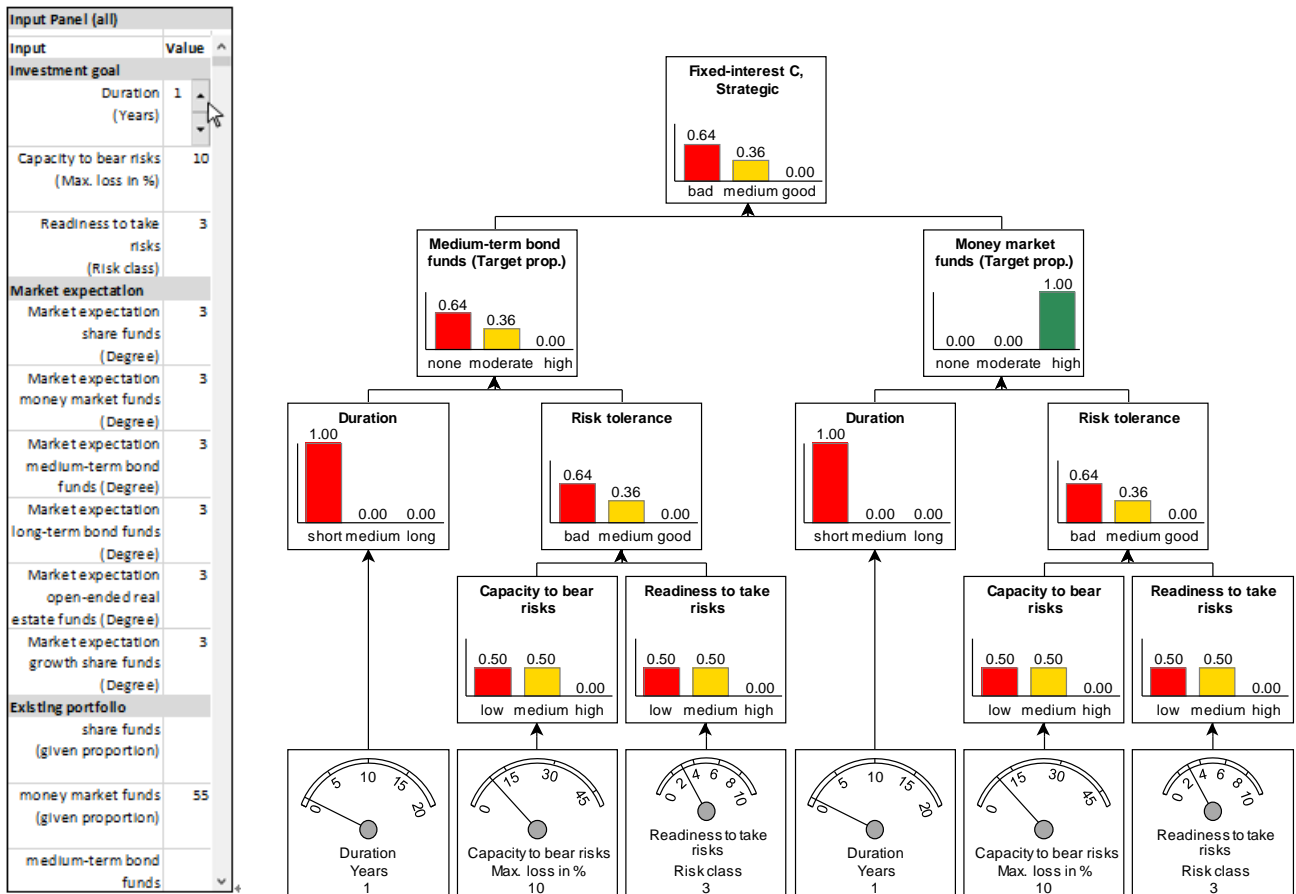 Input Panel (all)
Input Value
Investment goal
Duration 1
(Years)
Capacity to bear risks 10
(Max. loss in %)
Readiness to take 3
risks
(Risk class)
Market expectation
Market expectation 3
share funds
(Degree)
Market expectation 3
money market funds
(Degree)
Market expectation 3
medium-term bond
funds (Degree)
Market expectation 3
long-term bond funds
(Degree)
Market expectation 3
open-ended real
estate funds (Degree)
Market expectation 3
growth share funds
(Degree)
Existing portfolio
share funds
(given proportion)
money market funds 55
(given proportion)
medium-term bond
funds
Fixed-interest C,
Strategic
0.64 0.36 0.00
bad medium good
Medium-term bond
funds (Target prop.)
0.64 0.36 0.00
none moderate high
Money market
funds (Target prop.)
0.00 0.00 1.00
none moderate high
Duration
1.00 0.00 0.00
short medium long
Risk tolerance
0.64 0.36 0.00
bad medium good
Duration
1.00 0.00 0.00
short medium long
Risk tolerance
0.64 0.36 0.00
bad medium good
Capacity to bear
risks
0.50 0.50 0.00
low medium high
Readiness to take
risks
0.50 0.50 0.00
low medium high
Capacity to bear
risks
0.50 0.50 0.00
low medium high
Readiness to take
risks
0.50 0.50 0.00
low medium high
0 5 10 15 20
Duration
Years
1
0 15 30 45
Capacity to bear risks
Max. loss in %
10
0 2 4 6 8 10
Readiness to take
risks
Risk class
3
0 5 10 15 20
Duration
Years
1
0 15 30 45
Capacity to bear risks
Max. loss in %
10
0 2 4 6 8 10
Readiness to take
risks
Risk class
3